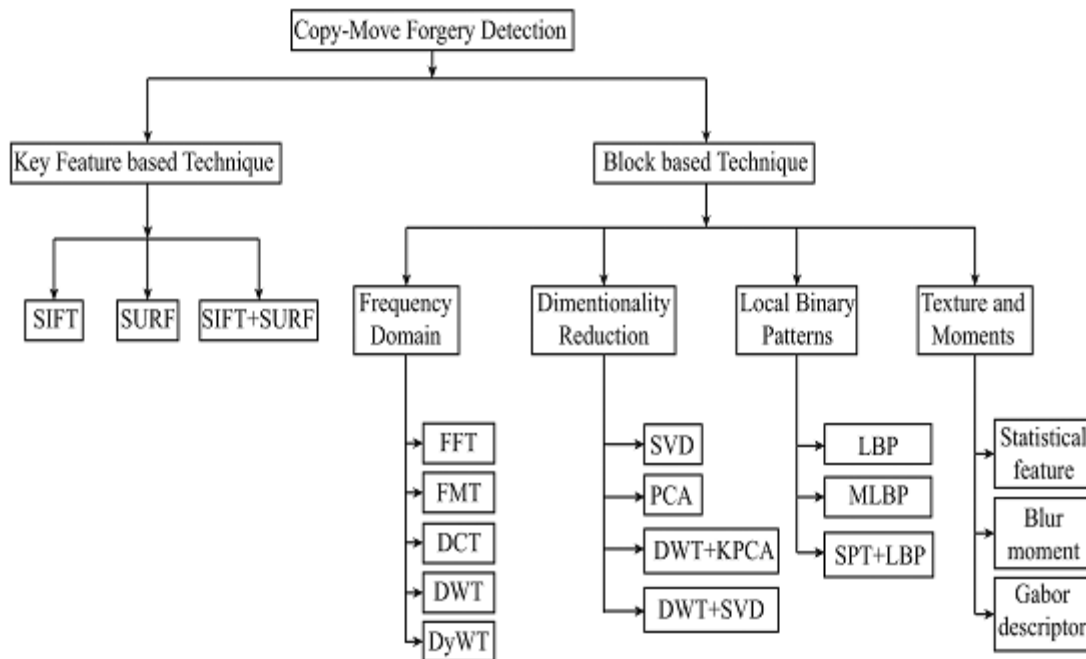 Copy-Move Forgery Detection
Key Feature based Technique
Block based Technique
SIFT
SURF
SIFT+SURF
Frequency
Domain
Dimentionality
Reduction
Local Binary
Patterns
Texture and
Moments
FFT
FMT
DCT
DWT
DyWT
SVD
PCA
DWT+KPCA
DWT+SVD
LBP
MLBP
SPT+LBP
Statistical
feature
Blur
moment
Gabor
descriptor